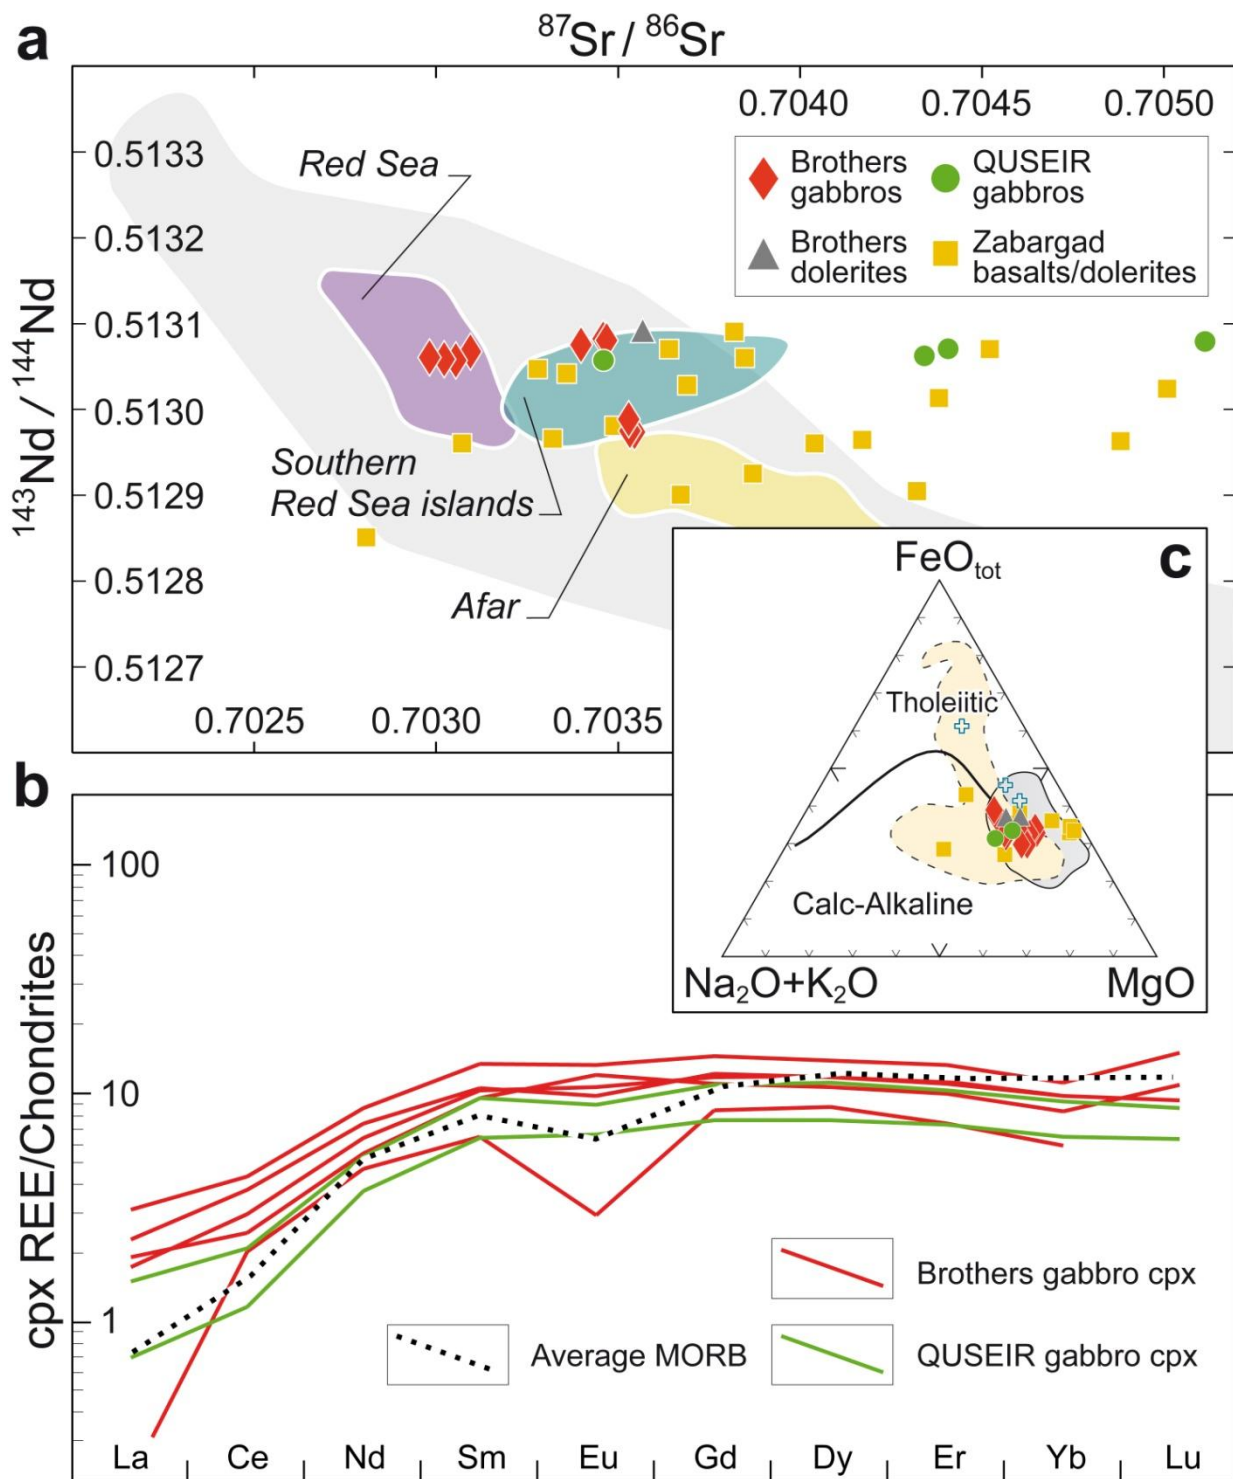 a
⁸⁷Sr / ⁸⁶Sr
0.7040 0.7045 0.7050
¹⁴³Nd / ¹⁴⁴Nd
0.5133
0.5132
0.5131
0.5130
0.5129
0.5128
0.5127
0.7025 0.7030 0.7035
Red Sea
Southern
Red Sea islands
Afar
Brothers
gabbros
QUSEIR
gabbros
Brothers
dolerites
Zabargad
basalts/dolerites
c
FeOtot
Tholeiitic
Calc-Alkaline
Na₂O+K₂O
MgO
b
cpx REE/Chondrites
100
10
1
Brothers gabbro cpx
Average MORB
QUSEIR gabbro cpx
La Ce Nd Sm Eu Gd Dy Er Yb Lu